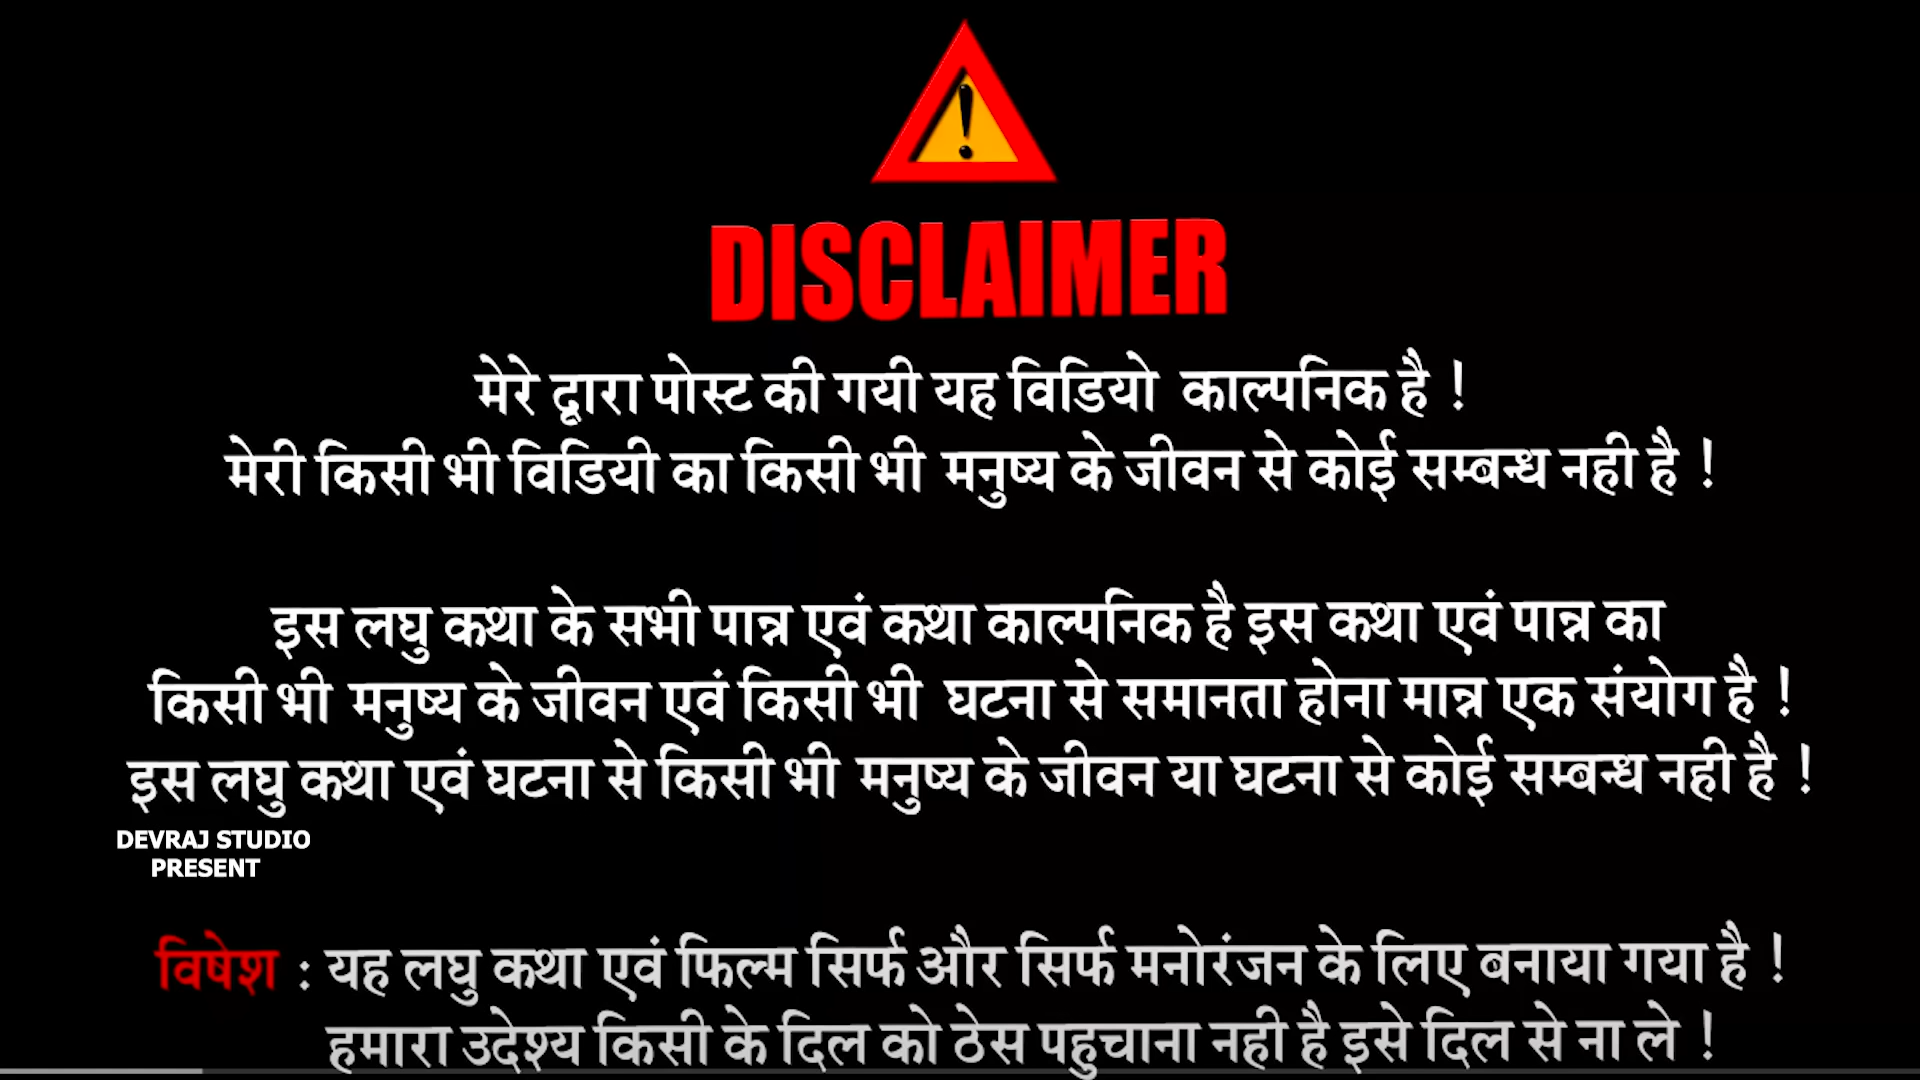 DISCLAIMER
मेरे द्वारा पोस्ट की गयी यह विडियो काल्पनिक है !
मेरी किसी भी विडियी का किसी भी मनुष्य के जीवन से कोई सम्बन्ध नही है !
इस लघु कथा के सभी पान्न एवं कथा काल्पनिक है इस कथा एवं पान्न का
किसी भी मनुष्य के जीवन एवं किसी भी घटना से समानता होना मान्न एक संयोग है !
इस लघु कथा एवं घटना से किसी भी मनुष्य के जीवन या घटना से कोई सम्बन्ध नही है !
DEVRAJ STUDIO
PRESENT
विषेश : यह लघु कथा एवं फिल्म सिर्फ और सिर्फ मनोरंजन के लिए बनाया गया है !
हमारा उदेश्य किसी के दिल को ठेस पहुचाना नही है इसे दिल से ना ले !